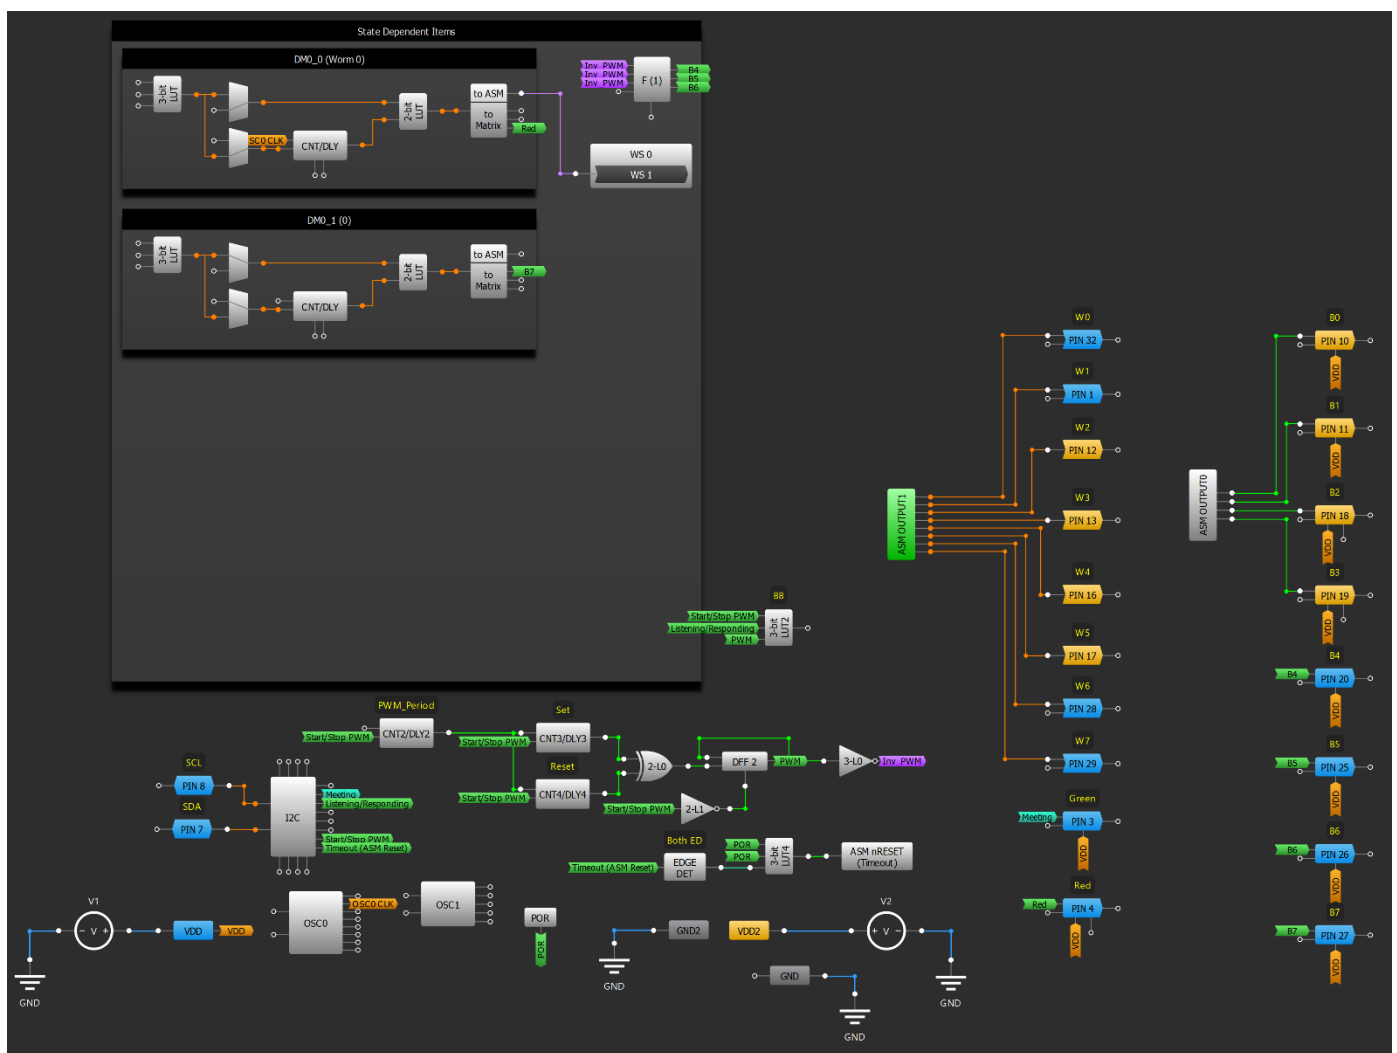 State Dependent Items
DM0_0 (Worm 0)
3-bit LUT
SC0 CLK
CNT/DLY
2-bit LUT
to ASM
to Matrix
Red
Inv PWM
Inv PWM
Inv PWM
F (1)
B4
B5
B6
WS 0
WS 1
DM0_1 (0)
3-bit LUT
CNT/DLY
2-bit LUT
to ASM
to Matrix
B7
ASM OUTPUT1
W0
PIN 32
W1
PIN 1
W2
PIN 12
W3
PIN 13
W4
PIN 16
W5
PIN 17
W6
PIN 28
W7
PIN 29
Green
Meeting
PIN 3
VDD
Red
Red
PIN 4
VDD
ASM OUTPUT0
B0
PIN 10
VDD
B1
PIN 11
VDD
B2
PIN 18
VDD
B3
PIN 19
VDD
B4
B4
PIN 20
VDD
B5
B5
PIN 25
VDD
B6
B6
PIN 26
VDD
B7
B7
PIN 27
VDD
BB
Start/Stop PWM
Listening/Responding
PWM
3-bit LUT2
PWM_Period
Start/Stop PWM
CNT2/DLY2
Set
Start/Stop PWM
CNT3/DLY3
Reset
Start/Stop PWM
CNT4/DLY4
2-L0
DFF 2
PWM
3-L0
Inv PWM
Start/Stop PWM
2-L1
SCL
PIN 8
SDA
PIN 7
I2C
Meeting
Listening/Responding
Start/Stop PWM
Timeout (ASM Reset)
Both ED
Timeout (ASM Reset)
EDGE DET
POR
POR
3-bit LUT4
ASM nRESET
(Timeout)
V1
- V +
VDD
VDD
GND
OSC0
OSC0 CLK
OSC1
POR
POR
GND2
GND
VDD2
V2
+ V -
GND
GND
GND